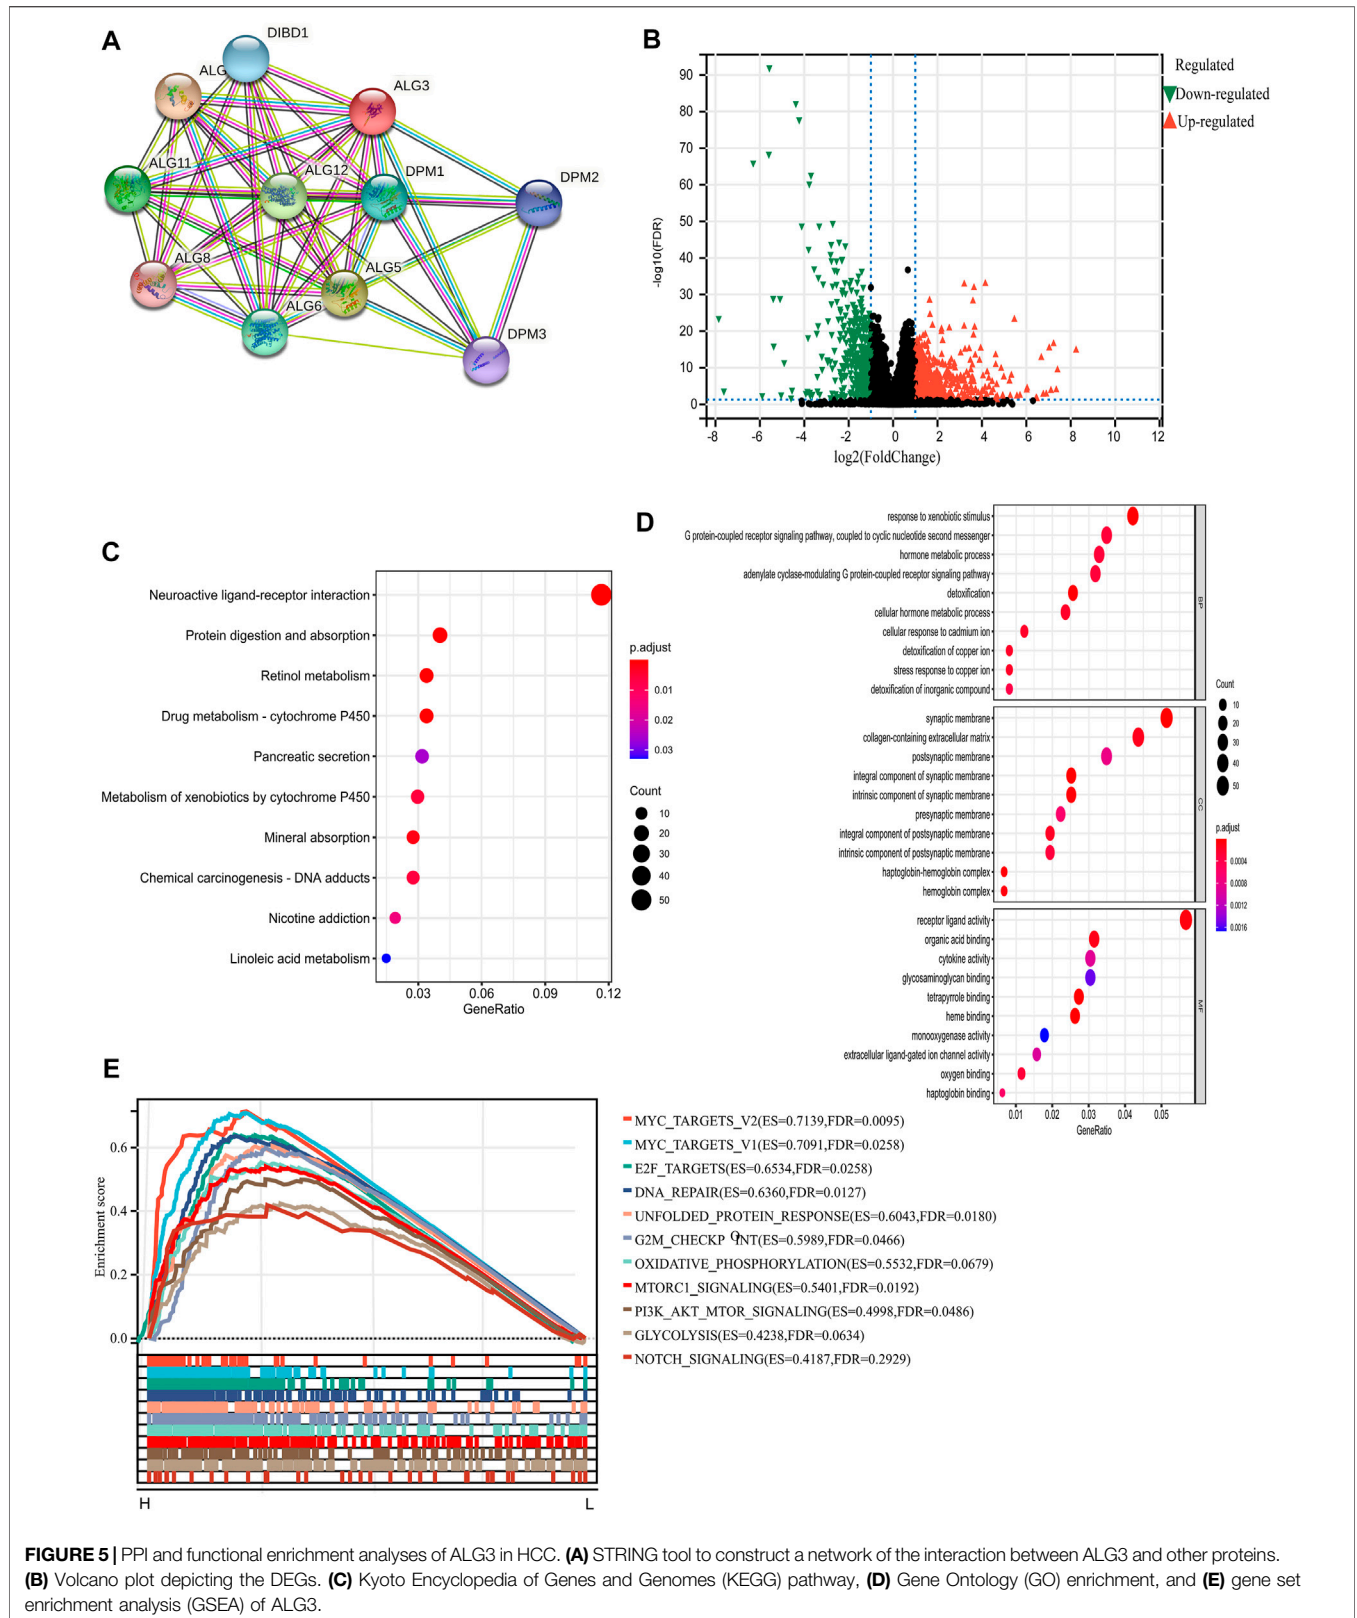 A
DIBD1
ALG
ALG3
ALG11
ALG12
DPM1
DPM2
ALG8
ALG5
ALG6
DPM3
B
90
80
70
60
50
40
30
20
10
0
-log10(FDR)
-8 -6 -4 -2 0 2 4 6 8 10 12
log2(FoldChange)
Regulated
Down-regulated
Up-regulated
C
Neuroactive ligand-receptor interaction
Protein digestion and absorption
Retinol metabolism
Drug metabolism - cytochrome P450
Pancreatic secretion
Metabolism of xenobiotics by cytochrome P450
Mineral absorption
Chemical carcinogenesis - DNA adducts
Nicotine addiction
Linoleic acid metabolism
0.03 0.06 0.09 0.12
GeneRatio
p.adjust
0.01
0.02
0.03
Count
10
20
30
40
50
D
response to xenobiotic stimulus
G protein-coupled receptor signaling pathway, coupled to cyclic nucleotide second messenger
hormone metabolic process
adenylate cyclase-modulating G protein-coupled receptor signaling pathway
detoxification
cellular hormone metabolic process
cellular response to cadmium ion
detoxification of copper ion
stress response to copper ion
detoxification of inorganic compound
BP
synaptic membrane
collagen-containing extracellular matrix
postsynaptic membrane
integral component of synaptic membrane
intrinsic component of synaptic membrane
presynaptic membrane
integral component of postsynaptic membrane
intrinsic component of postsynaptic membrane
haptoglobin-hemoglobin complex
hemoglobin complex
CC
receptor ligand activity
organic acid binding
cytokine activity
glycosaminoglycan binding
tetrapyrrole binding
heme binding
monooxygenase activity
extracellular ligand-gated ion channel activity
oxygen binding
haptoglobin binding
MF
0.01 0.02 0.03 0.04 0.05
GeneRatio
Count
10
20
30
40
50
p.adjust
0.0004
0.0008
0.0012
0.0016
E
0.6
0.4
0.2
0.0
Enrichment score
H L
MYC_TARGETS_V2(ES=0.7139,FDR=0.0095)
MYC_TARGETS_V1(ES=0.7091,FDR=0.0258)
E2F_TARGETS(ES=0.6534,FDR=0.0258)
DNA_REPAIR(ES=0.6360,FDR=0.0127)
UNFOLDED_PROTEIN_RESPONSE(ES=0.6043,FDR=0.0180)
G2M_CHECKPOINT(ES=0.5989,FDR=0.0466)
OXIDATIVE_PHOSPHORYLATION(ES=0.5532,FDR=0.0679)
MTORC1_SIGNALING(ES=0.5401,FDR=0.0192)
PI3K_AKT_MTOR_SIGNALING(ES=0.4998,FDR=0.0486)
GLYCOLYSIS(ES=0.4238,FDR=0.0634)
NOTCH_SIGNALING(ES=0.4187,FDR=0.2929)
FIGURE 5 | PPI and functional enrichment analyses of ALG3 in HCC. (A) STRING tool to construct a network of the interaction between ALG3 and other proteins.
(B) Volcano plot depicting the DEGs. (C) Kyoto Encyclopedia of Genes and Genomes (KEGG) pathway, (D) Gene Ontology (GO) enrichment, and (E) gene set
enrichment analysis (GSEA) of ALG3.